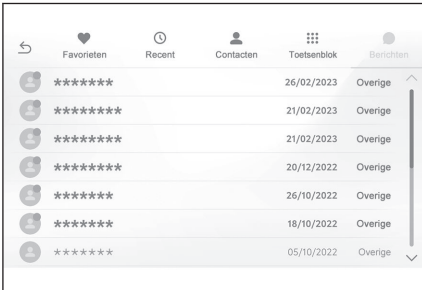 Favorieten Recent Contacten Toetsenblok Berichten
******* 26/02/2023 Overige
******** 21/02/2023 Overige
******** 21/02/2023 Overige
******** 20/12/2022 Overige
******* 26/10/2022 Overige
******* 18/10/2022 Overige
******* 05/10/2022 Overige